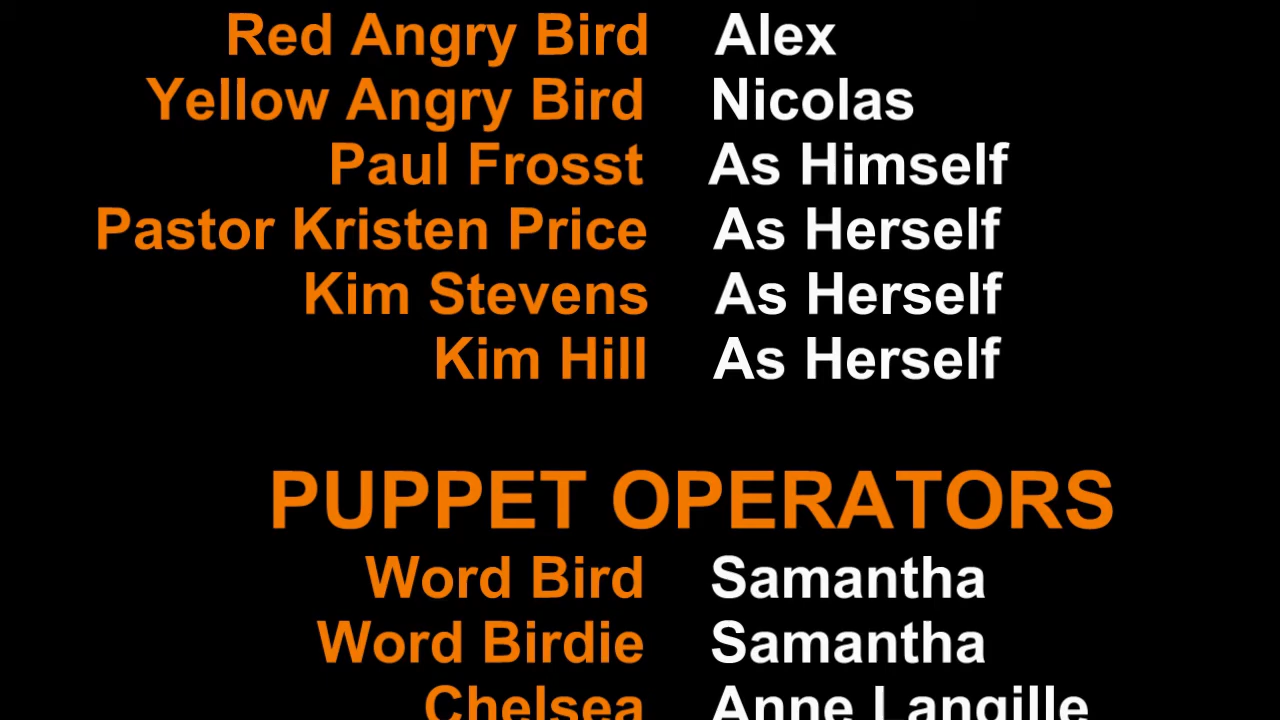 Red Angry Bird Alex
Yellow Angry Bird Nicolas
Paul Frosst As Himself
Pastor Kristen Price As Herself
Kim Stevens As Herself
Kim Hill As Herself
PUPPET OPERATORS
Word Bird Samantha
Word Birdie Samantha
Chelsea Anne Langille